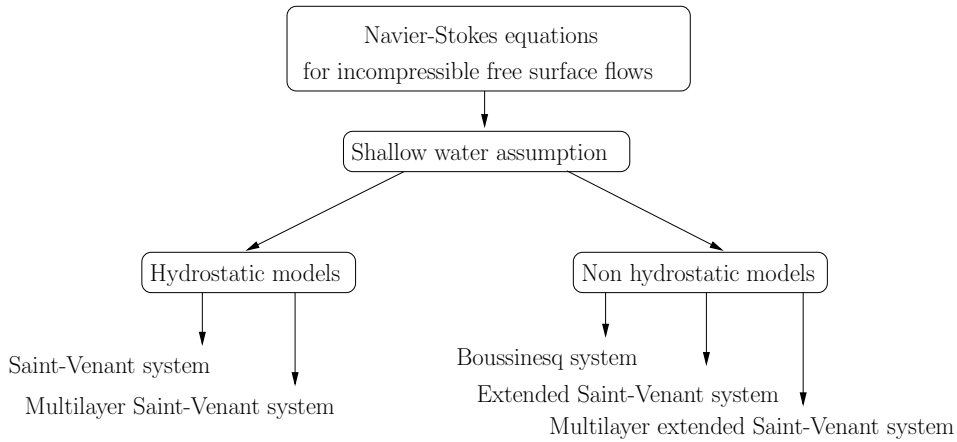 Navier-Stokes equations
for incompressible free surface flows
Shallow water assumption
Hydrostatic models
Non hydrostatic models
Saint-Venant system
Multilayer Saint-Venant system
Boussinesq system
Extended Saint-Venant system
Multilayer extended Saint-Venant system